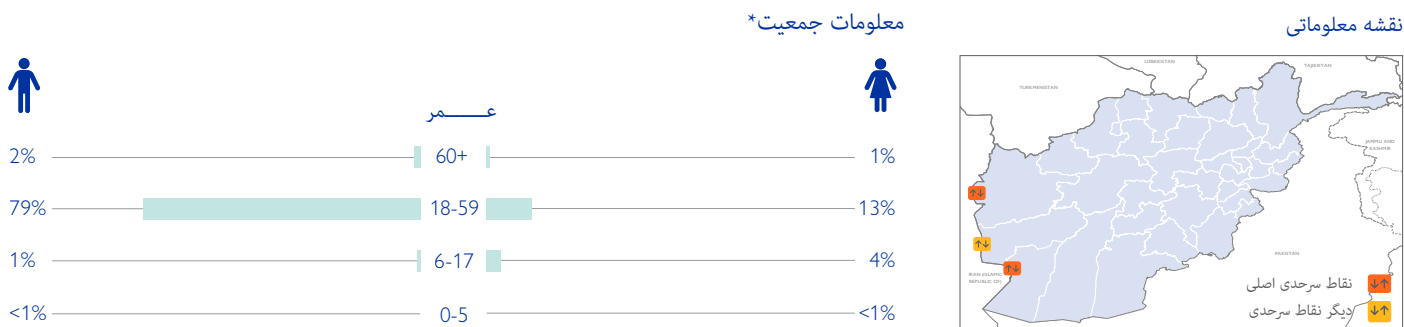 نقشه معلوماتی
معلومات جمعیت*
عـــــمر
2% 60+ 1%
79% 18-59 13%
1% 6-17 4%
<1% 0-5 <1%
UZBEKISTAN
TAJIKISTAN
TURKMENISTAN
JAMMU AND
KASHMIR
PAKISTAN
IRAN (ISLAMIC
REPUBLIC OF)
نقاط سرحدی اصلی
دیگر نقاط سرحدی